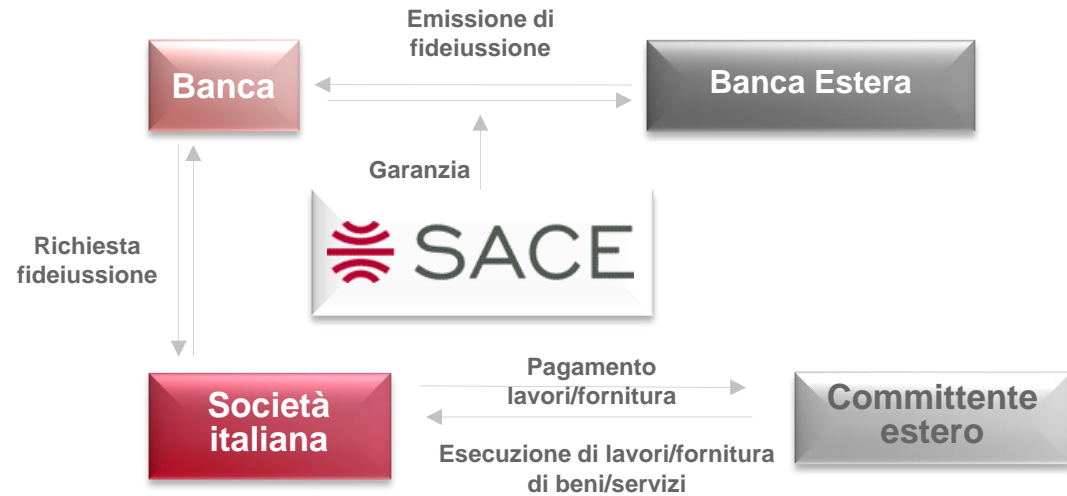 Emissione di
fideiussione
Banca
Banca Estera
Garanzia
SACE
Richiesta
fideiussione
Pagamento
lavori/fornitura
Società
italiana
Committente
estero
Esecuzione di lavori/fornitura
di beni/servizi